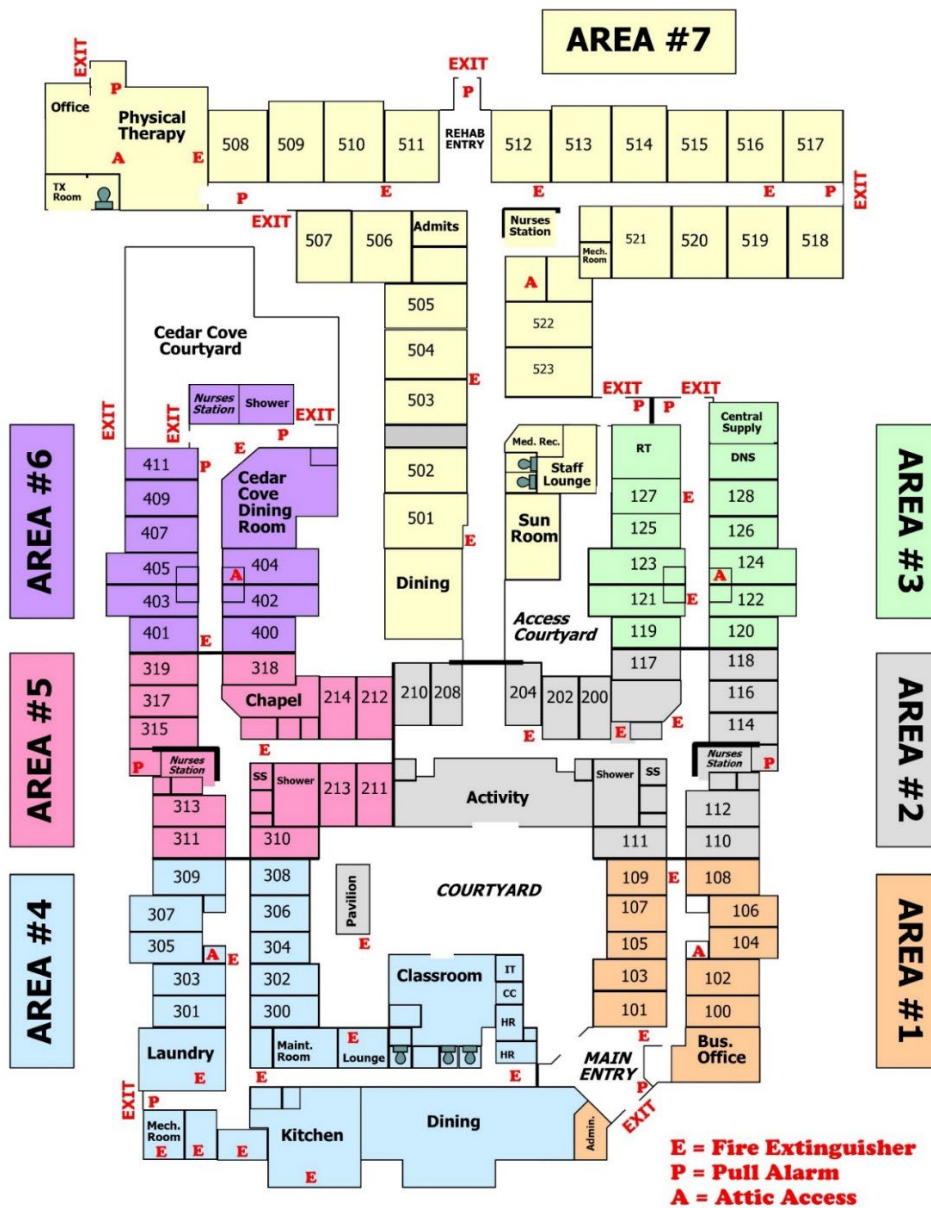 AREA #7
EXIT
EXIT
P
P
Office
Physical
Therapy
A
E
508
509
510
511
REHAB
ENTRY
512
513
514
515
516
517
TX
Room
P
E
E
E
P
EXIT
EXIT
507
506
Admits
Nurses
Station
Mech.
Room
521
520
519
518
A
505
522
504
523
E
503
Cedar Cove
Courtyard
Nurses
Station
Shower
EXIT
EXIT
EXIT
E
P
EXIT
EXIT
P
P
Central
Supply
AREA #6
411
P
Cedar
Cove
Dining
Room
502
Med. Rec.
Staff
Lounge
RT
DNS
AREA #3
409
501
E
Sun
Room
127
E
128
407
125
126
405
404
A
Dining
123
A
124
403
402
121
E
122
401
E
400
Access
Courtyard
119
120
AREA #5
319
318
117
118
317
Chapel
214
212
210
208
204
202
200
116
315
E
E
E
E
114
P
Nurses
Station
Nurses
Station
P
AREA #2
SS
Shower
213
211
Activity
Shower
SS
313
112
311
310
111
110
AREA #4
309
308
Pavilion
COURTYARD
109
E
108
AREA #1
307
306
107
106
305
A
E
304
E
105
A
104
303
302
Classroom
IT
103
102
CC
301
300
HR
101
100
Laundry
E
Maint.
Room
E
Lounge
HR
E
MAIN
ENTRY
Bus.
Office
E
E
P
EXIT
P
EXIT
Mech.
Room
E
E
E
Kitchen
E
Dining
Admin.
E = Fire Extinguisher
P = Pull Alarm
A = Attic Access